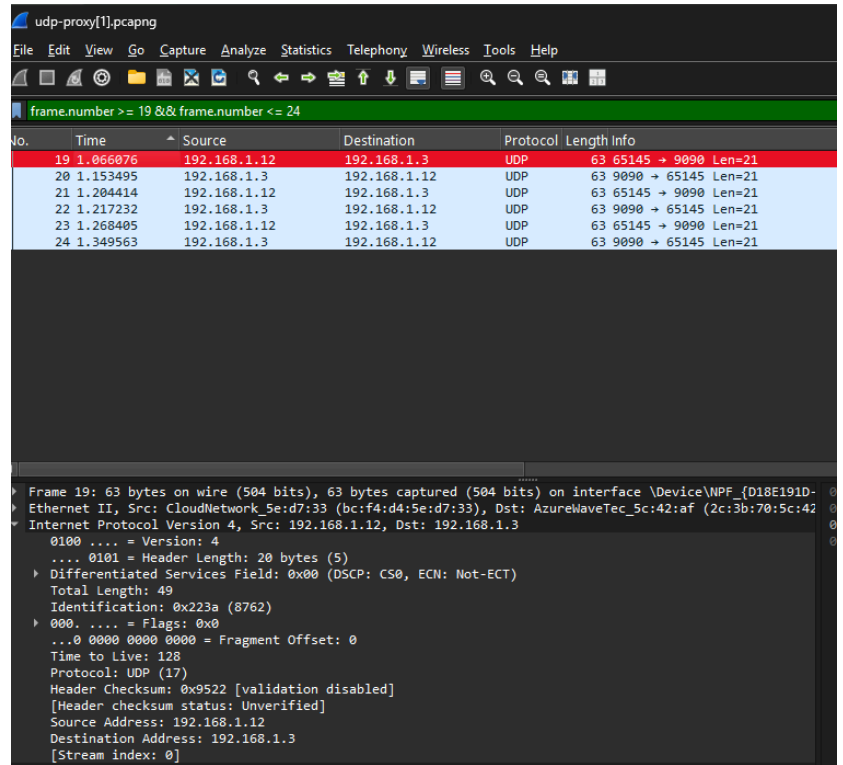 udp-proxy[1].pcapng
File Edit View Go Capture Analyze Statistics Telephony Wireless Tools Help
frame.number >= 19 && frame.number <= 24
No. Time Source Destination Protocol Length Info
19 1.066076 192.168.1.12 192.168.1.3 UDP 63 65145 → 9090 Len=21
20 1.153495 192.168.1.3 192.168.1.12 UDP 63 9090 → 65145 Len=21
21 1.204414 192.168.1.12 192.168.1.3 UDP 63 65145 → 9090 Len=21
22 1.217232 192.168.1.3 192.168.1.12 UDP 63 9090 → 65145 Len=21
23 1.268405 192.168.1.12 192.168.1.3 UDP 63 65145 → 9090 Len=21
24 1.349563 192.168.1.3 192.168.1.12 UDP 63 9090 → 65145 Len=21
Frame 19: 63 bytes on wire (504 bits), 63 bytes captured (504 bits) on interface \Device\NPF_{D18E191D-
Ethernet II, Src: CloudNetwork_5e:d7:33 (bc:f4:d4:5e:d7:33), Dst: AzureWaveTec_5c:42:af (2c:3b:70:5c:42
Internet Protocol Version 4, Src: 192.168.1.12, Dst: 192.168.1.3
0100 .... = Version: 4
.... 0101 = Header Length: 20 bytes (5)
Differentiated Services Field: 0x00 (DSCP: CS0, ECN: Not-ECT)
Total Length: 49
Identification: 0x223a (8762)
000. .... = Flags: 0x0
...0 0000 0000 0000 = Fragment Offset: 0
Time to Live: 128
Protocol: UDP (17)
Header Checksum: 0x9522 [validation disabled]
[Header checksum status: Unverified]
Source Address: 192.168.1.12
Destination Address: 192.168.1.3
[Stream index: 0]